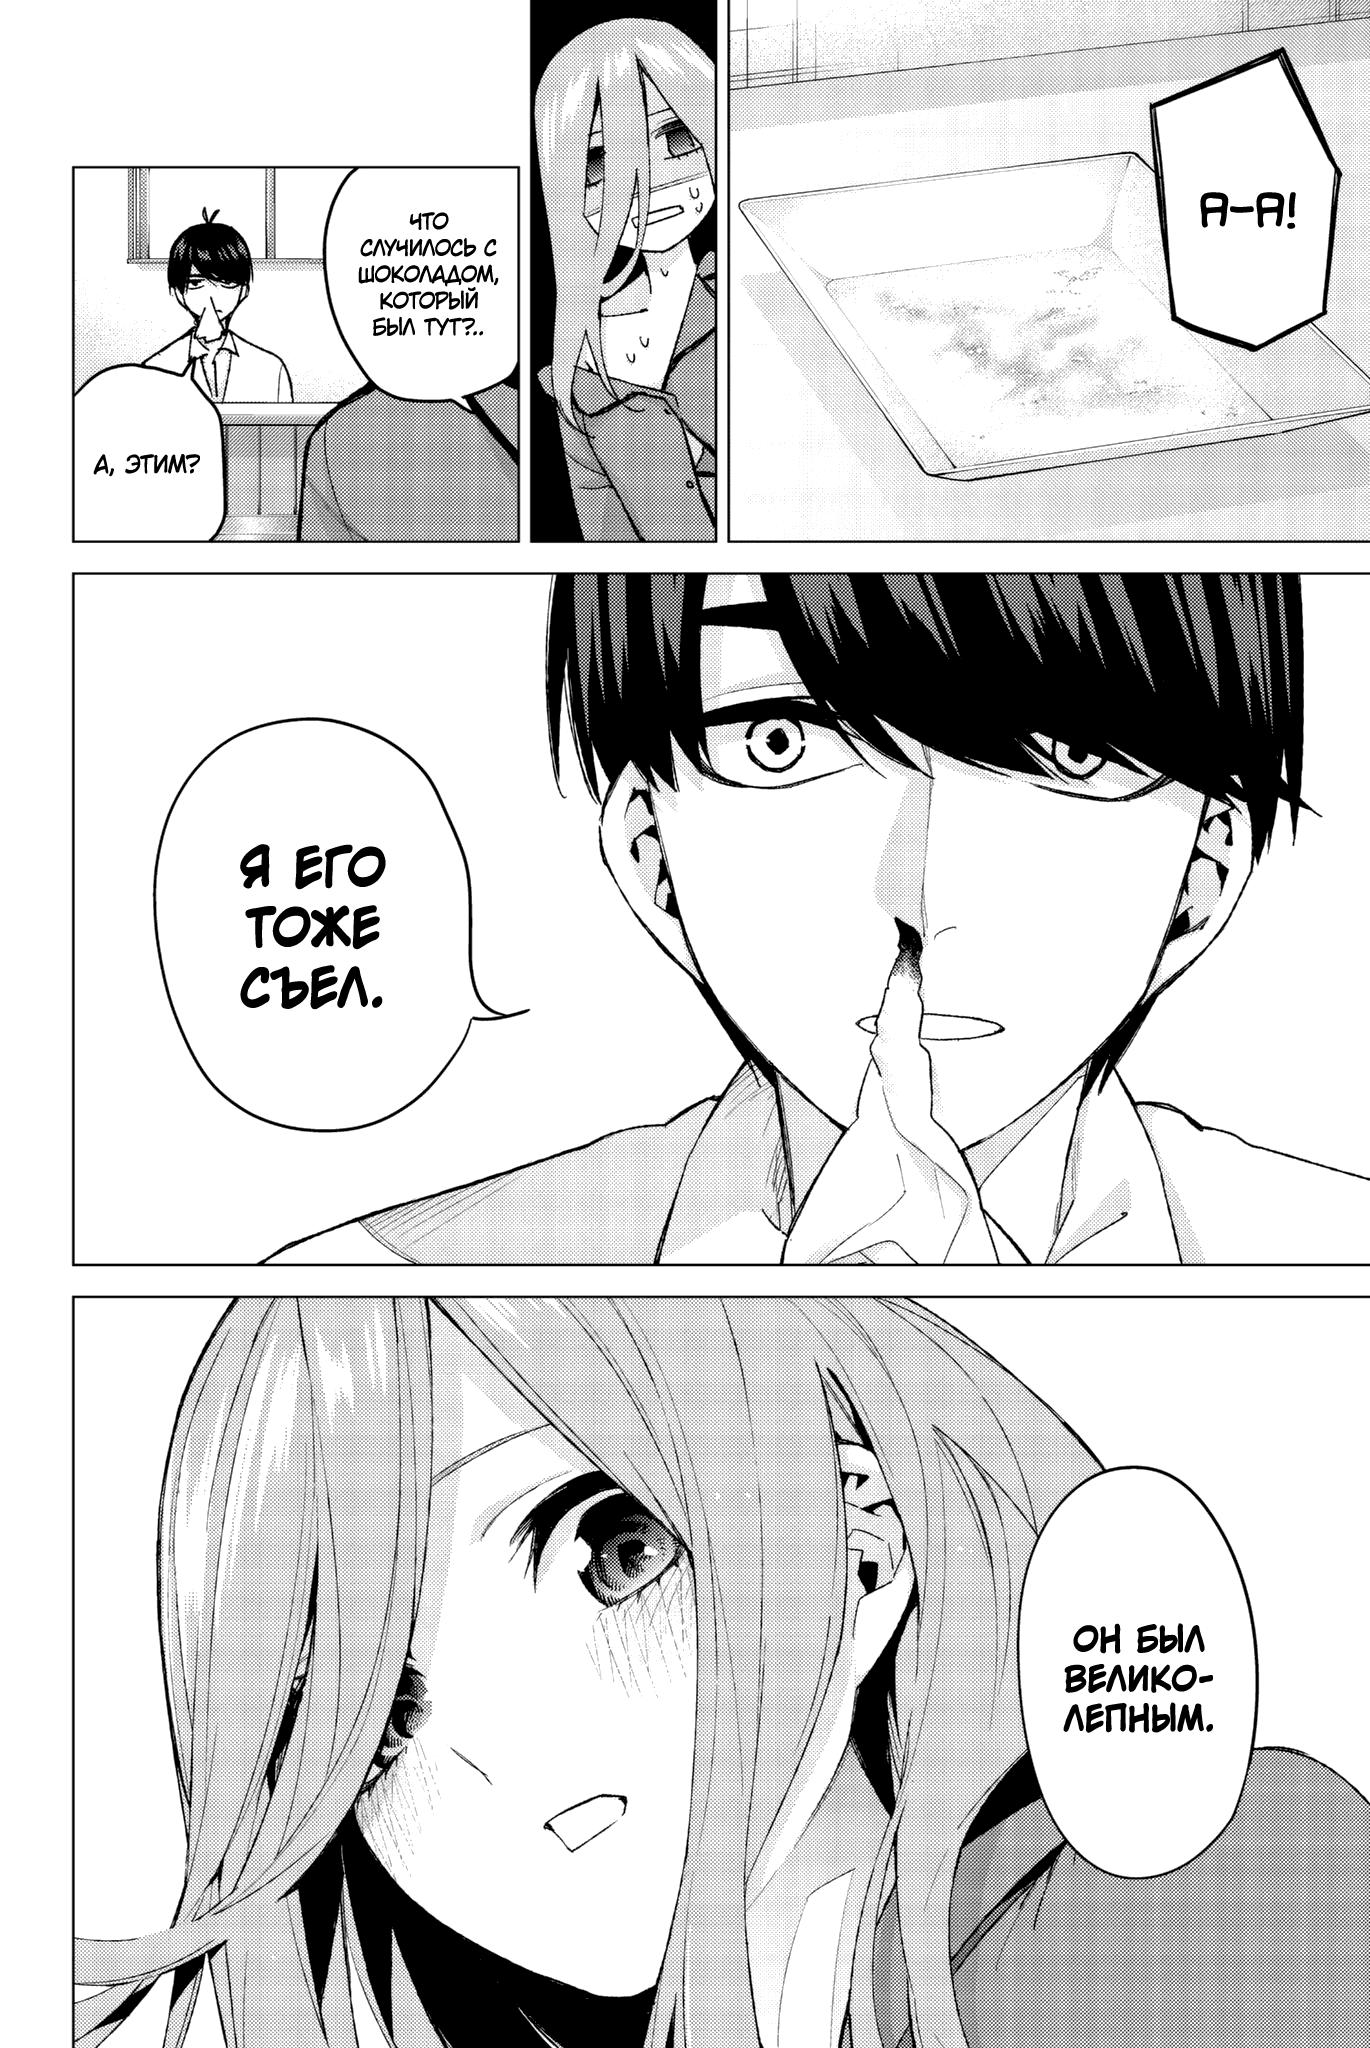 А-А!
ЧТО
СЛУЧИЛОСЬ С
ШОКОЛАДОМ,
КОТОРЫЙ
БЫЛ ТУТ?..
А, ЭТИМ?
Я ЕГО
ТОЖЕ
СЪЕЛ.
ОН БЫЛ
ВЕЛИКО-
ЛЕПНЫМ.